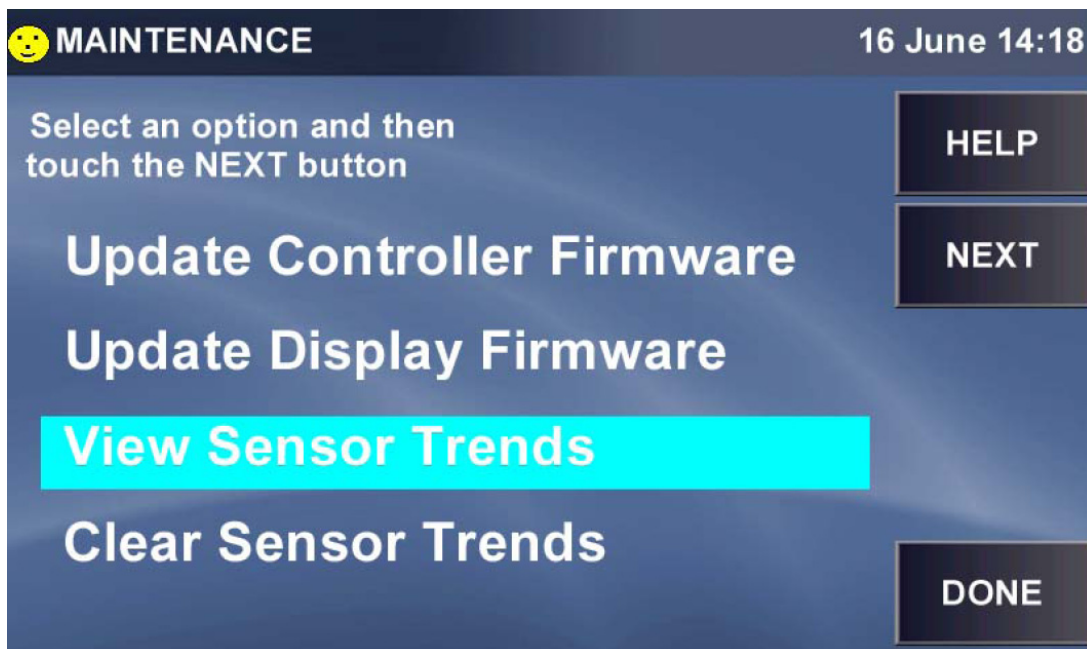 MAINTENANCE
16 June 14:18
Select an option and then
touch the NEXT button
HELP
NEXT
Update Controller Firmware
Update Display Firmware
View Sensor Trends
Clear Sensor Trends
DONE